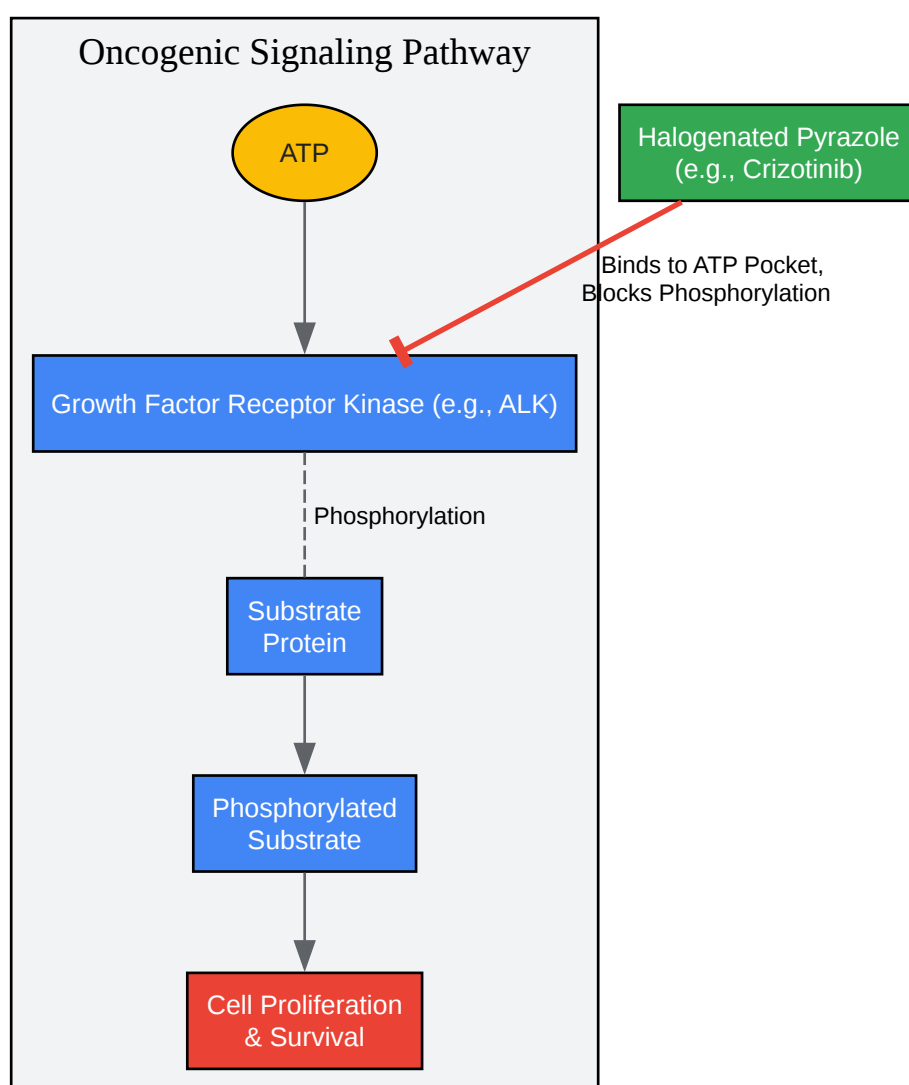 Oncogenic Signaling Pathway
ATP
Halogenated Pyrazole
(e.g., Crizotinib)
Binds to ATP Pocket,
Blocks Phosphorylation
Growth Factor Receptor Kinase (e.g., ALK)
Phosphorylation
Substrate
Protein
Phosphorylated
Substrate
Cell Proliferation
& Survival